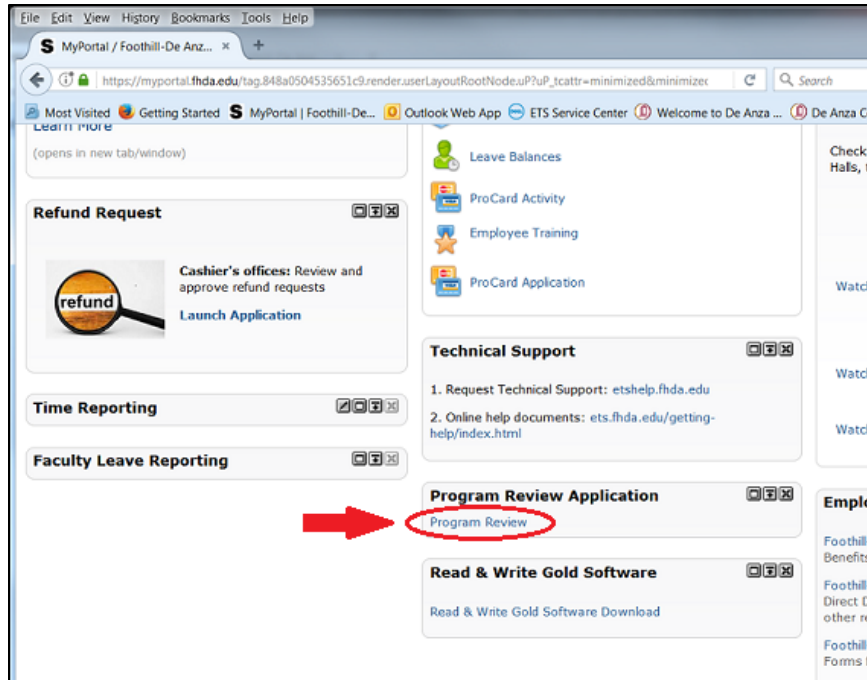 File Edit View History Bookmarks Tools Help
S MyPortal / Foothill-De Anz... × +
https://myportal.fhda.edu/tag.848a0504535651c9.render.userLayoutRootNode.uP?uP_tcattr=minimized&minimized Search
Most Visited Getting Started S MyPortal | Foothill-De... Outlook Web App ETS Service Center Welcome to De Anza ... De Anza C
Learn More
(opens in new tab/window)
Refund Request
refund
Cashier's offices: Review and
approve refund requests
Launch Application
Time Reporting
Faculty Leave Reporting
Leave Balances
ProCard Activity
Employee Training
ProCard Application
Technical Support
1. Request Technical Support: etshelp.fhda.edu
2. Online help documents: ets.fhda.edu/getting-
help/index.html
Program Review Application
Program Review
Read & Write Gold Software
Read & Write Gold Software Download
Check
Halls,
Watch
Watch
Watch
Emplo
Foothill
Benefits
Foothill
Direct D
other re
Foothill
Forms